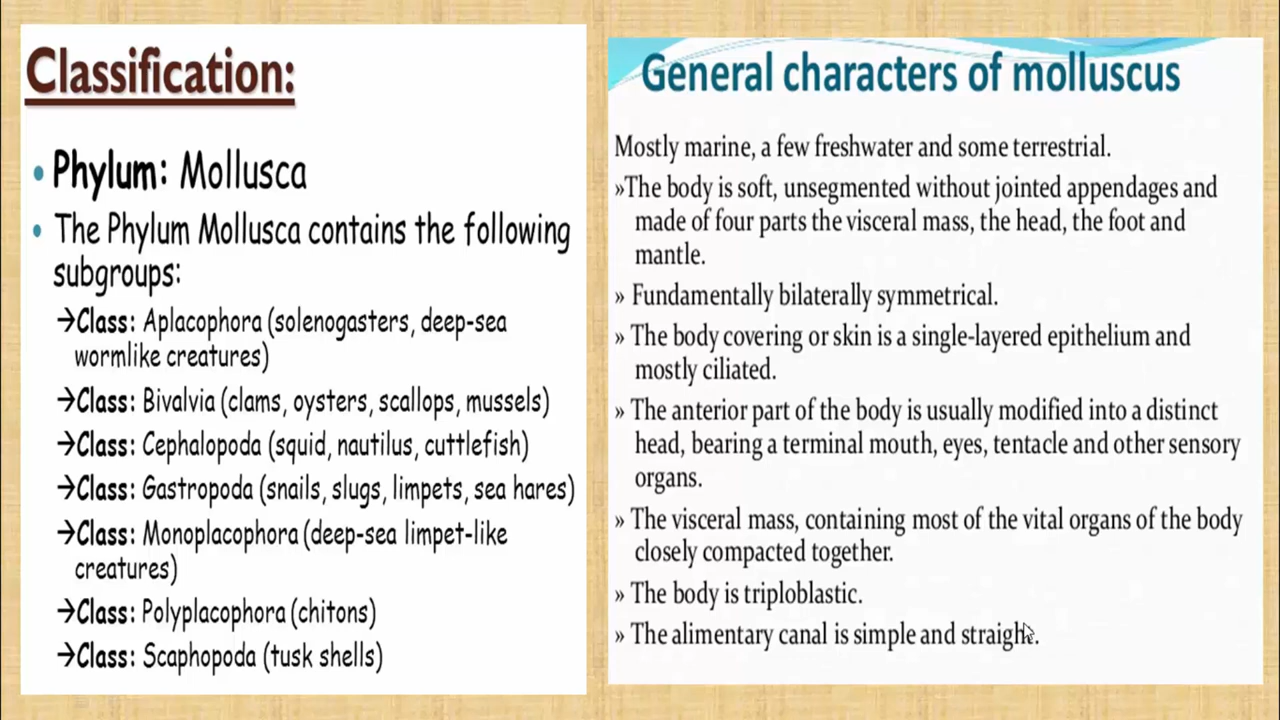 Classification:
• Phylum: Mollusca
• The Phylum Mollusca contains the following
subgroups:
→Class: Aplacophora (solenogasters, deep-sea
wormlike creatures)
→Class: Bivalvia (clams, oysters, scallops, mussels)
→Class: Cephalopoda (squid, nautilus, cuttlefish)
→Class: Gastropoda (snails, slugs, limpets, sea hares)
→Class: Monoplacophora (deep-sea limpet-like
creatures)
→Class: Polyplacophora (chitons)
→Class: Scaphopoda (tusk shells)
General characters of molluscus
Mostly marine, a few freshwater and some terrestrial.
»The body is soft, unsegmented without jointed appendages and
made of four parts the visceral mass, the head, the foot and
mantle.
» Fundamentally bilaterally symmetrical.
» The body covering or skin is a single-layered epithelium and
mostly ciliated.
» The anterior part of the body is usually modified into a distinct
head, bearing a terminal mouth, eyes, tentacle and other sensory
organs.
» The visceral mass, containing most of the vital organs of the body
closely compacted together.
» The body is triploblastic.
» The alimentary canal is simple and straight.